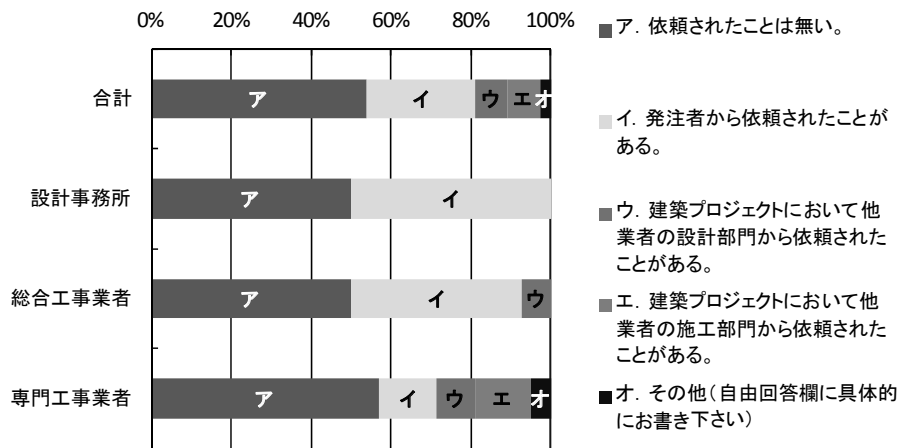 0% 20% 40% 60% 80% 100%
合計
ア イ ウ エ オ
設計事務所
ア イ
総合工事業者
ア イ ウ
専門工事業者
ア イ ウ エ オ
ア. 依頼されたことは無い。
イ. 発注者から依頼されたことが
ある。
ウ. 建築プロジェクトにおいて他
業者の設計部門から依頼された
ことがある。
エ. 建築プロジェクトにおいて他
業者の施工部門から依頼された
ことがある。
オ. その他(自由回答欄に具体的
にお書き下さい)